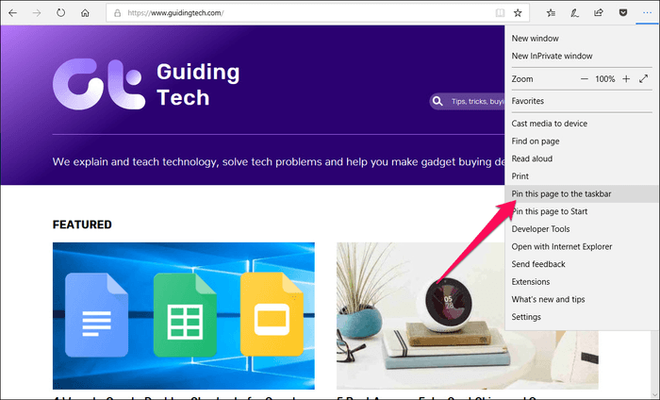 https://www.guidingtech.com/
Guiding
Tech
Tips, tricks, buyi
We explain and teach technology, solve tech problems and help you make gadget buying de
FEATURED
05
28
New window
New InPrivate window
Zoom
100%
Favorites
Cast media to device
Find on page
Read aloud
Print
Pin this page to the taskbar
Pin this page to Start
Developer Tools
Open with Internet Explorer
Send feedback
Extensions
What's new and tips
Settings